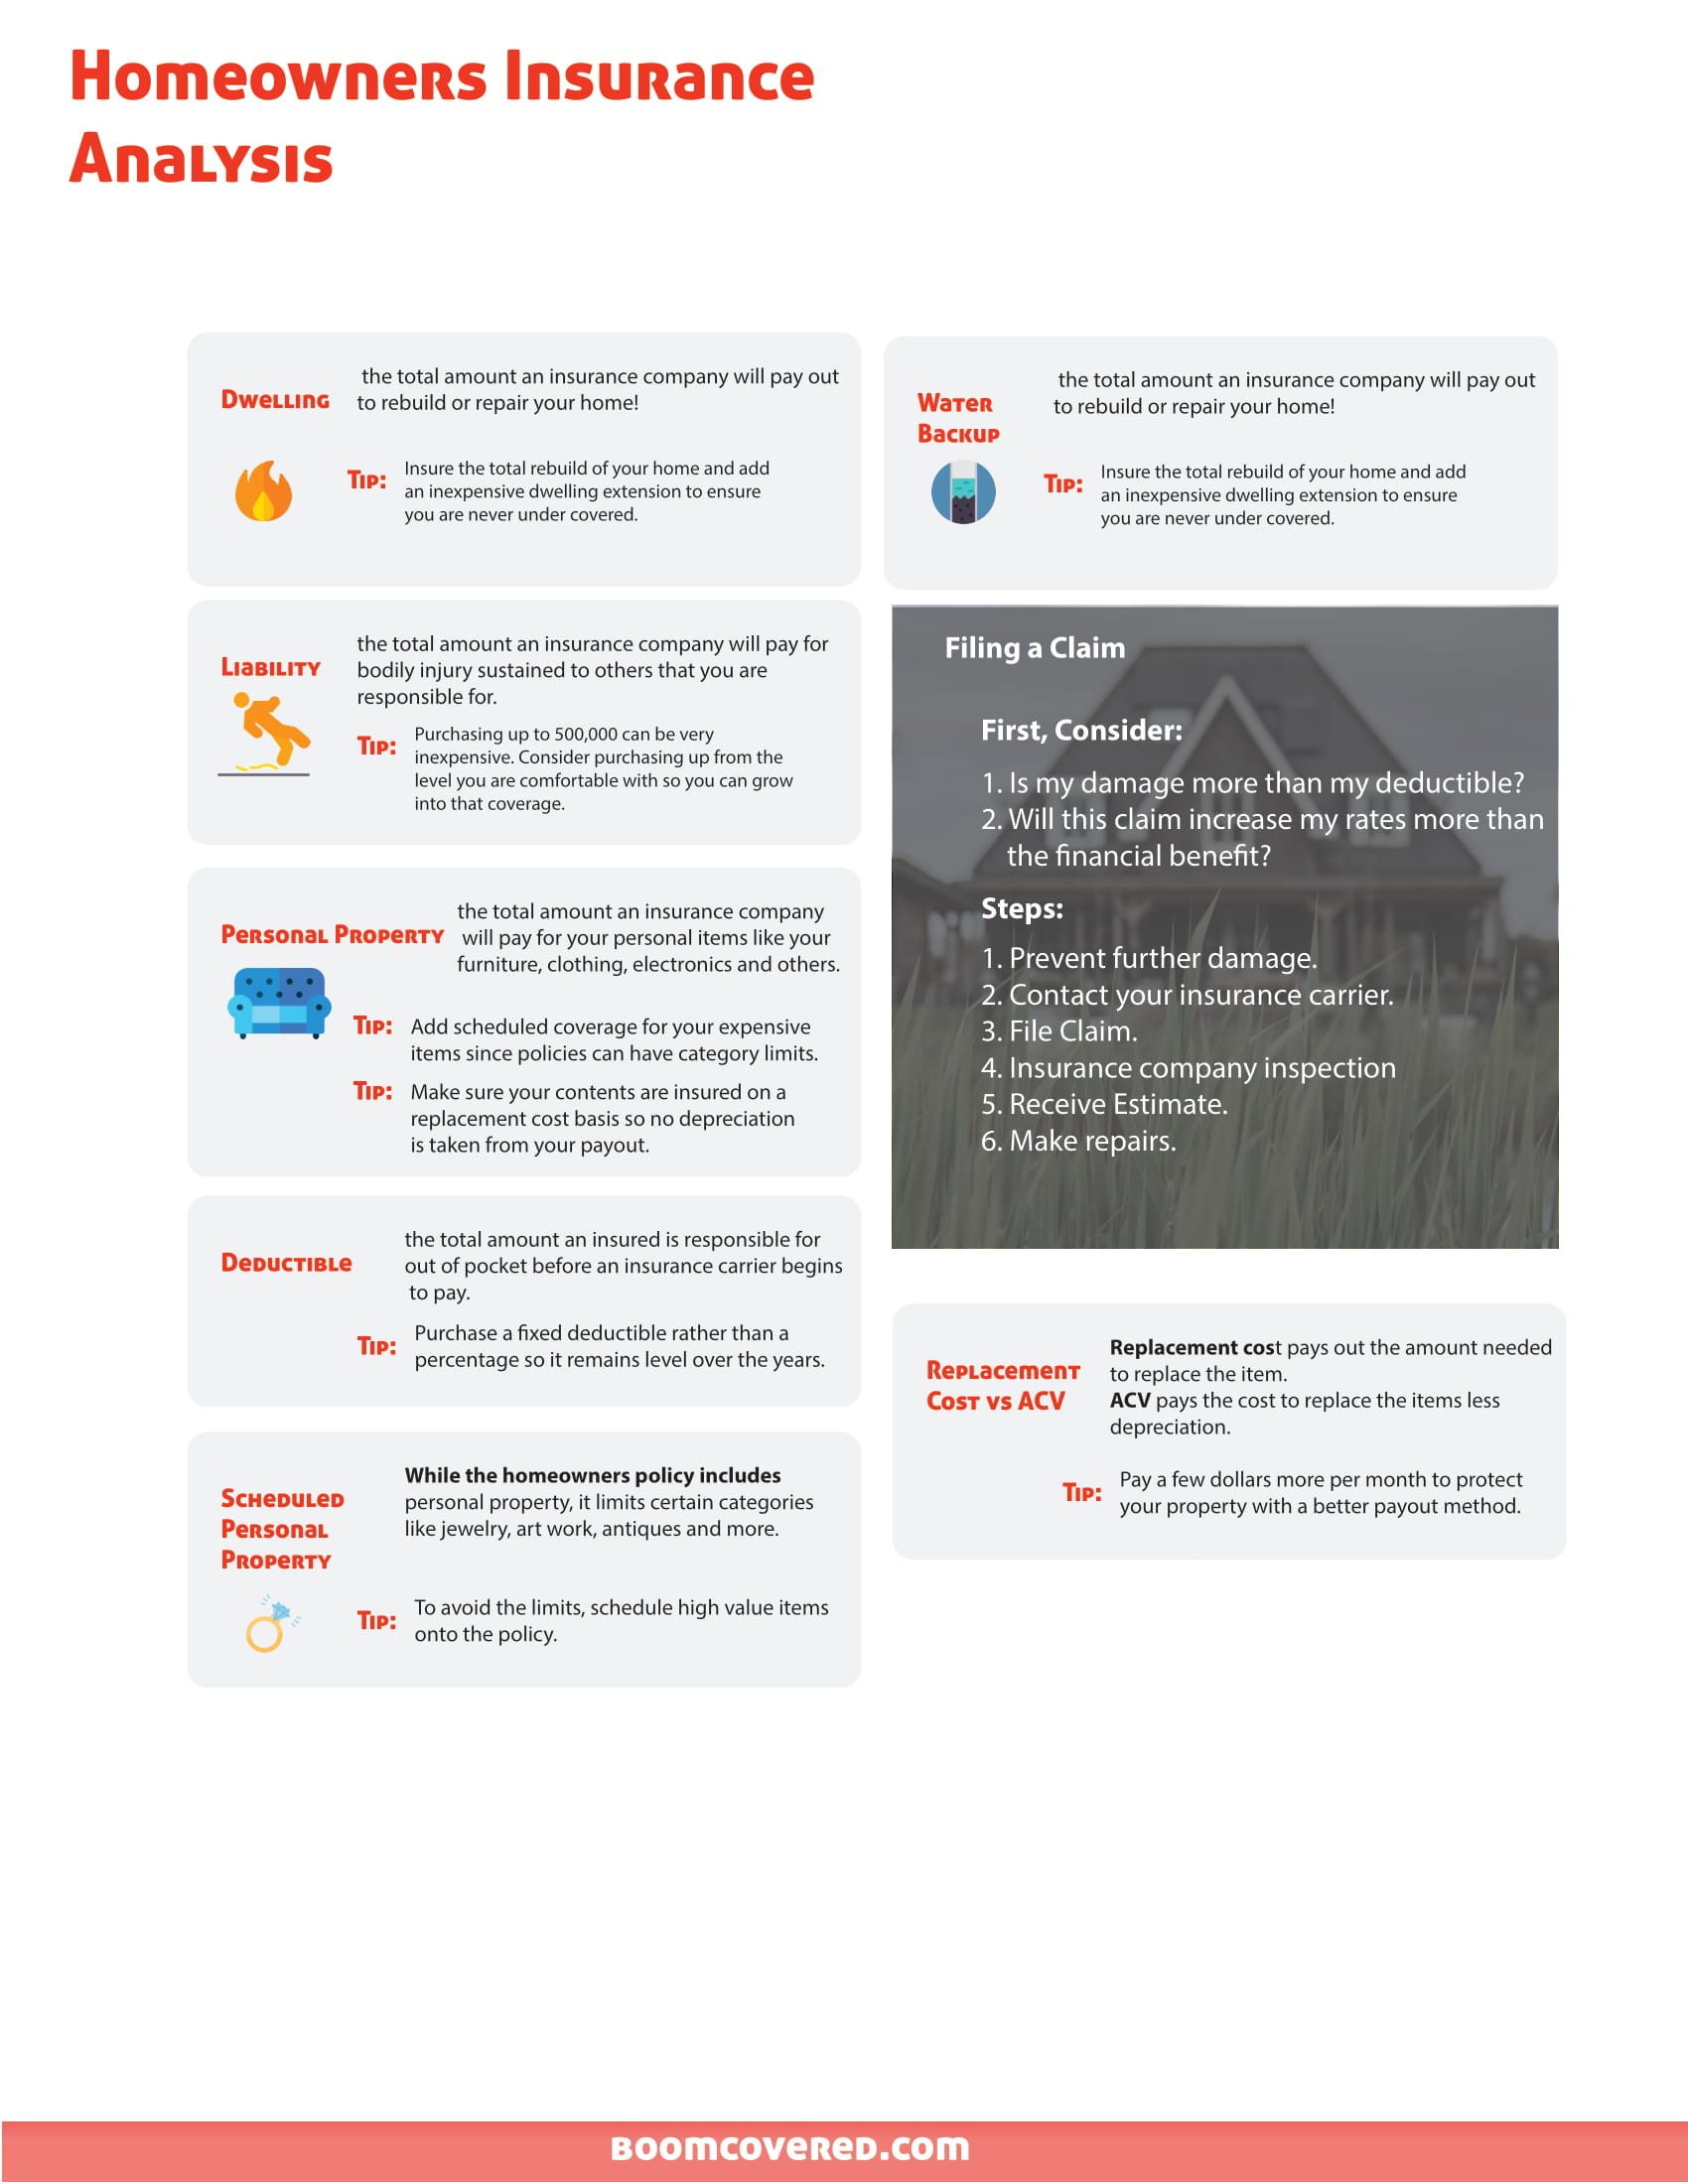 Homeowners Insurance
Analysis
Dwelling
the total amount an insurance company will pay out
to rebuild or repair your home!
Tip:
Insure the total rebuild of your home and add
an inexpensive dwelling extension to ensure
you are never under covered.
Liability
the total amount an insurance company will pay for
bodily injury sustained to others that you are
responsible for.
Tip:
Purchasing up to 500,000 can be very
inexpensive. Consider purchasing up from the
level you are comfortable with so you can grow
into that coverage.
Personal Property
the total amount an insurance company
will pay for your personal items like your
furniture, clothing, electronics and others.
Tip:
Add scheduled coverage for your expensive
items since policies can have category limits.
Tip:
Make sure your contents are insured on a
replacement cost basis so no depreciation
is taken from your payout.
Deductible
the total amount an insured is responsible for
out of pocket before an insurance carrier begins
to pay.
Tip:
Purchase a fixed deductible rather than a
percentage so it remains level over the years.
Scheduled
Personal
Property
While the homeowners policy includes
personal property, it limits certain categories
like jewelry, art work, antiques and more.
Tip:
To avoid the limits, schedule high value items
onto the policy.
Water
Backup
the total amount an insurance company will pay out
to rebuild or repair your home!
Tip:
Insure the total rebuild of your home and add
an inexpensive dwelling extension to ensure
you are never under covered.
Filing a Claim
First, Consider:
1. Is my damage more than my deductible?
2. Will this claim increase my rates more than
the financial benefit?
Steps:
1. Prevent further damage.
2. Contact your insurance carrier.
3. File Claim.
4. Insurance company inspection
5. Receive Estimate.
6. Make repairs.
Replacement
Cost vs ACV
Replacement cost pays out the amount needed
to replace the item.
ACV pays the cost to replace the items less
depreciation.
Tip:
Pay a few dollars more per month to protect
your property with a better payout method.
boomcovered.com